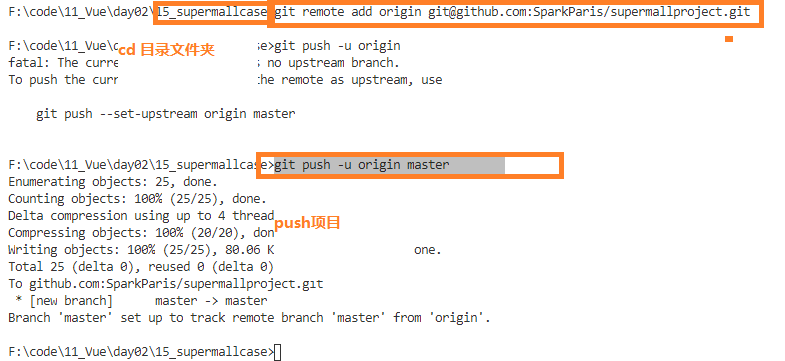 F:\code\11_Vue\day02\15_supermallcase>git remote add origin git@github.com:SparkParis/supermallproject.git
F:\code\11_Vue\d
cd 目录文件夹
e>git push -u origin
fatal: The curre s no upstream branch.
To push the curr the remote as upstream, use
git push --set-upstream origin master
F:\code\11_Vue\day02\15_supermallcase>git push -u origin master
Enumerating objects: 25, done.
Counting objects: 100% (25/25), done.
Delta compression using up to 4 thread
push项目
Compressing objects: 100% (20/20), don
Writing objects: 100% (25/25), 80.06 K one.
Total 25 (delta 0), reused 0 (delta 0)
To github.com:SparkParis/supermallproject.git
* [new branch] master -> master
Branch 'master' set up to track remote branch 'master' from 'origin'.
F:\code\11_Vue\day02\15_supermallcase>